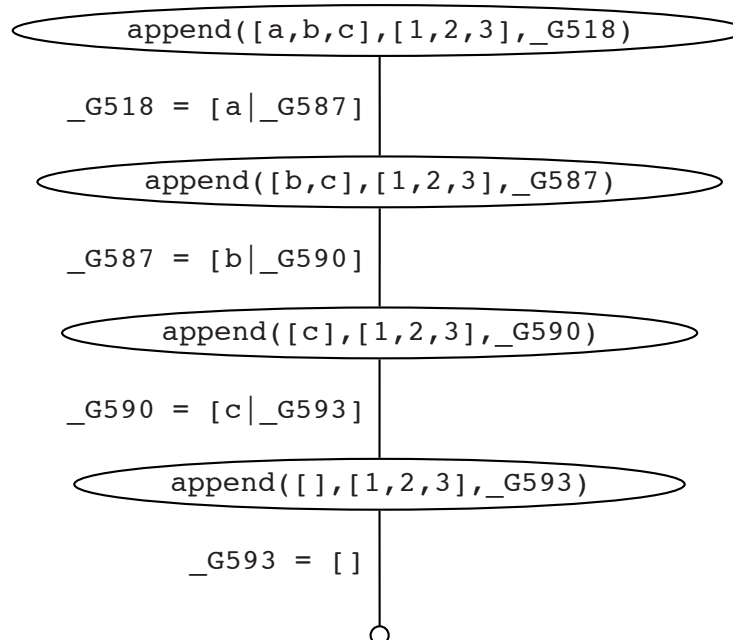 append([a,b,c],[1,2,3],_G518)
_G518 = [a|_G587]
append([b,c],[1,2,3],_G587)
_G587 = [b|_G590]
append([c],[1,2,3],_G590)
_G590 = [c|_G593]
append([],[1,2,3],_G593)
_G593 = []